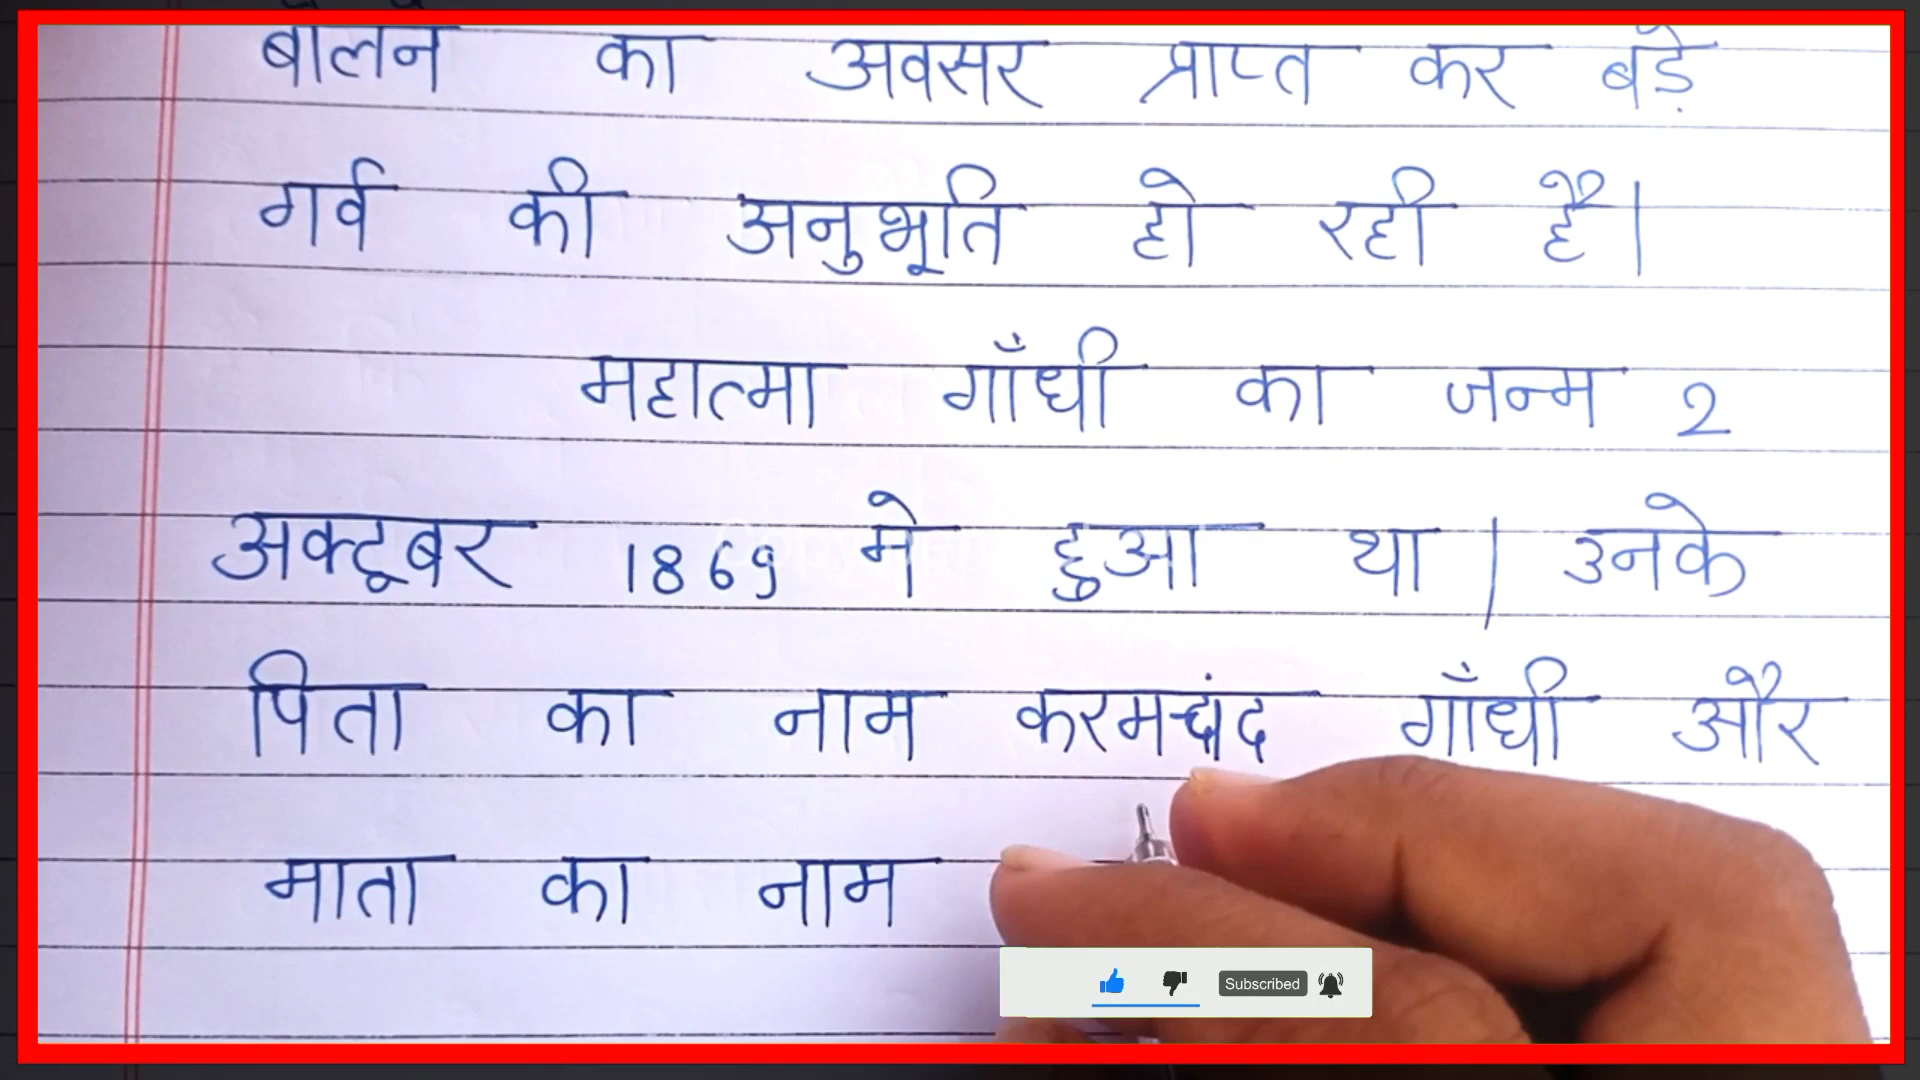 बोलने का अवसर प्राप्त कर बड़े
गर्व की अनुभूति हो रही है।
महात्मा गाँधी का जन्म 2
अक्टूबर 1869 मे हुआ था। उनके
पिता का नाम करमचंद गाँधी और
माता का नाम
Subscribed